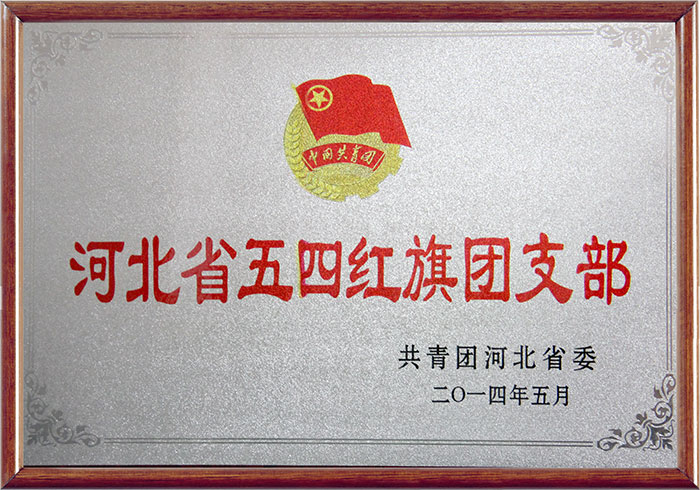 中国共青团
河北省五四红旗团支部
共青团河北省委
二〇一四年五月